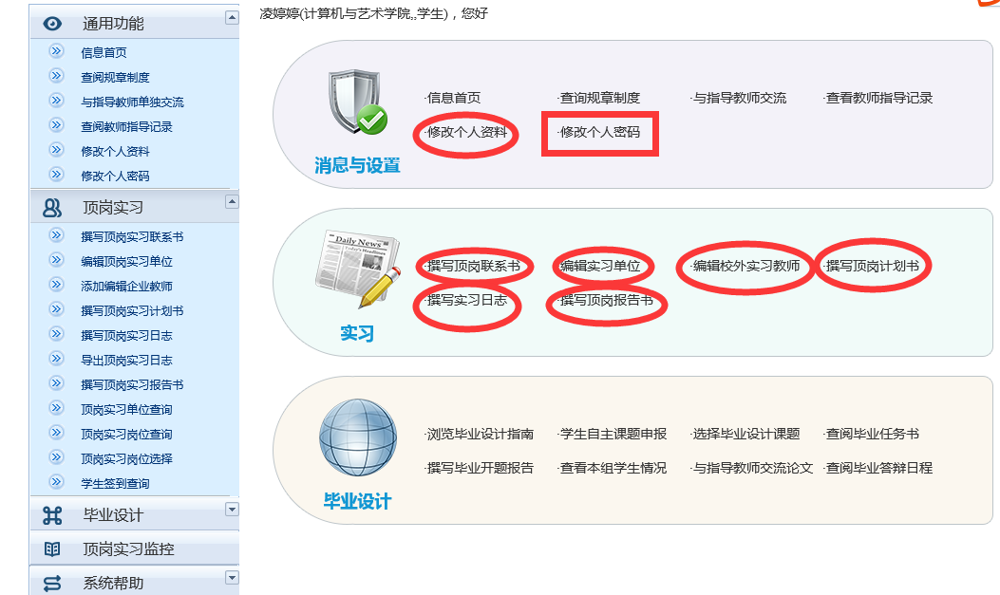 通用功能
信息首页
查阅规章制度
与指导教师单独交流
查阅教师指导记录
修改个人资料
修改个人密码
顶岗实习
撰写顶岗实习联系书
编辑顶岗实习单位
添加编辑企业教师
撰写顶岗实习计划书
撰写顶岗实习日志
导出顶岗实习日志
撰写顶岗实习报告书
顶岗实习单位查询
顶岗实习岗位查询
顶岗实习岗位选择
学生签到查询
毕业设计
顶岗实习监控
系统帮助
凌婷婷(计算机与艺术学院,,学生)，您好
·信息首页 ·查询规章制度 ·与指导教师交流 ·查看教师指导记录
·修改个人资料 ·修改个人密码
消息与设置
Daily News
Today's Headlines
·撰写顶岗联系书 ·编辑实习单位 ·编辑校外实习教师 ·撰写顶岗计划书
·撰写实习日志 ·撰写顶岗报告书
实习
·浏览毕业设计指南 ·学生自主课题申报 ·选择毕业设计课题 ·查阅毕业任务书
·撰写毕业开题报告 ·查看本组学生情况 ·与指导教师交流论文 ·查阅毕业答辩日程
毕业设计